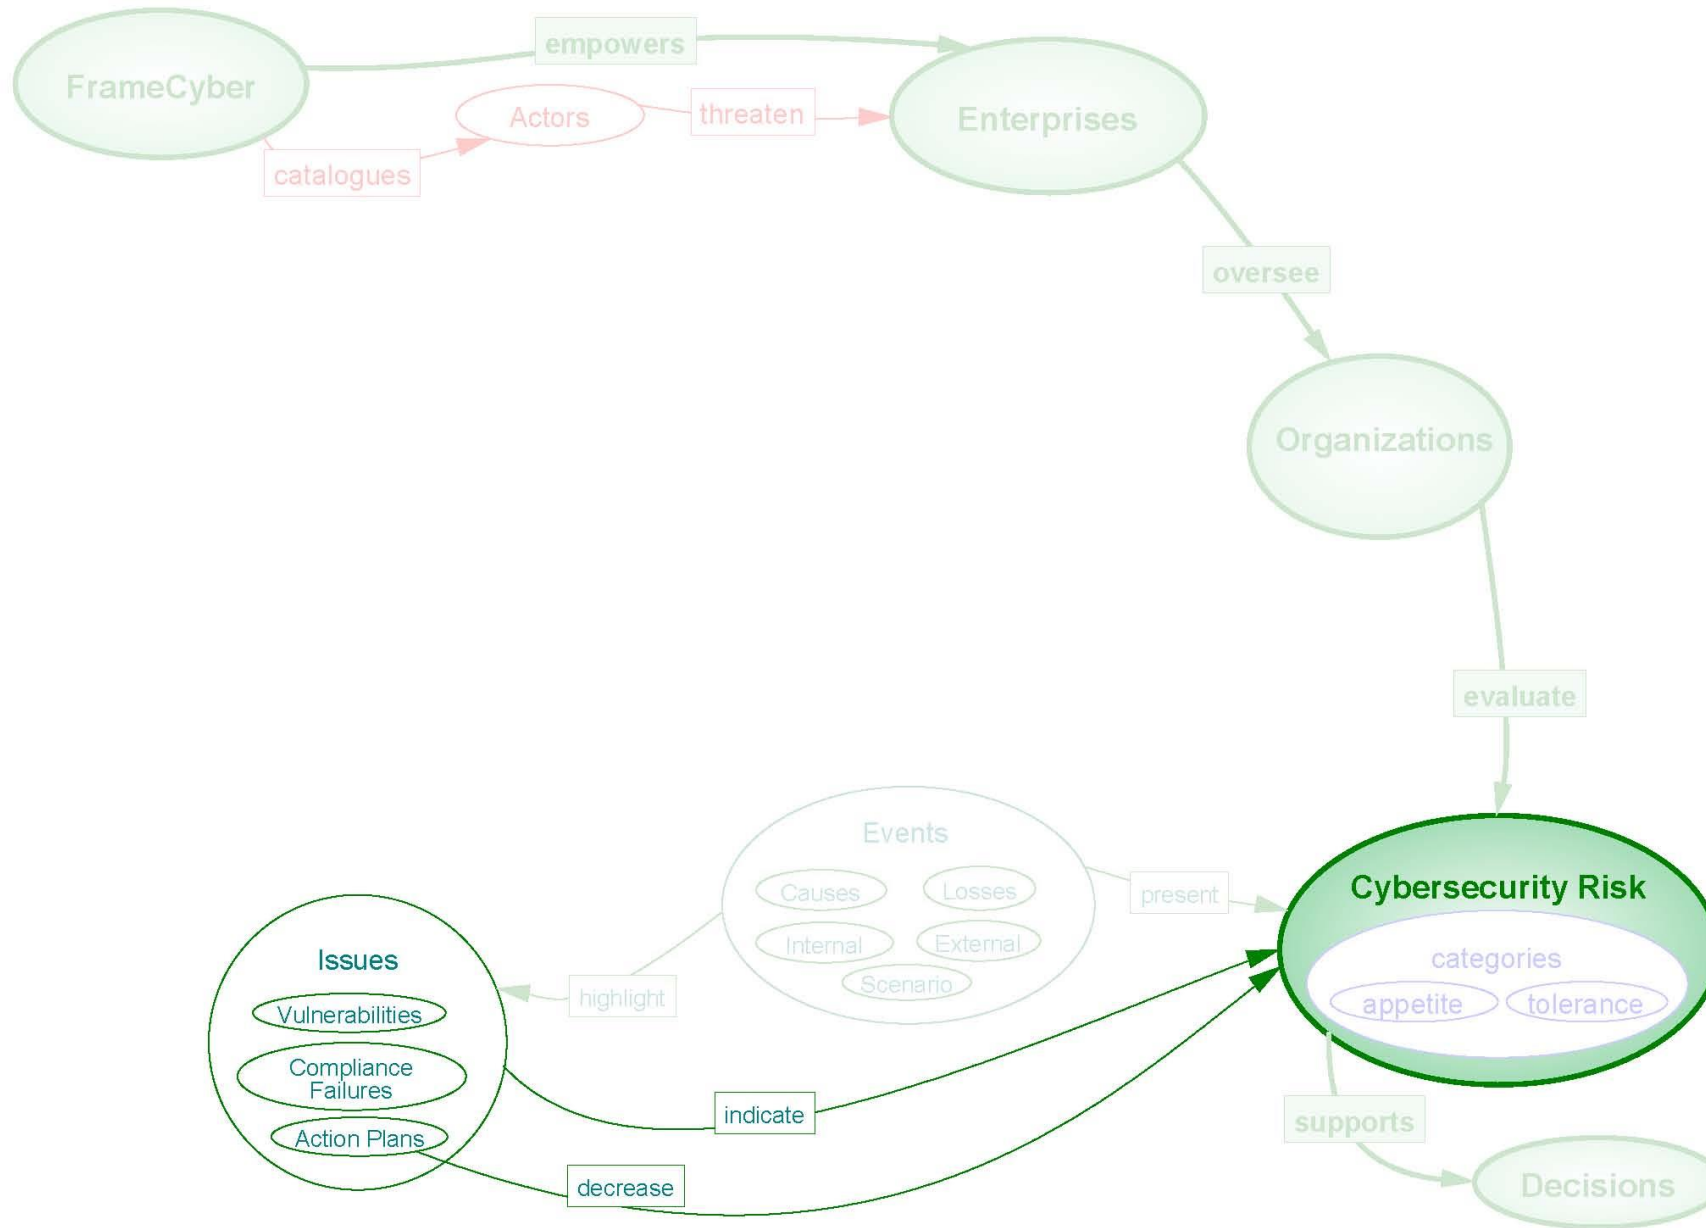 FrameCyber
empowers
Enterprises
Actors
threaten
catalogues
oversee
Organizations
evaluate
Events
Causes
Losses
Internal
External
Scenario
present
highlight
Cybersecurity Risk
categories
appetite
tolerance
Issues
Vulnerabilities
Compliance
Failures
Action Plans
indicate
decrease
supports
Decisions